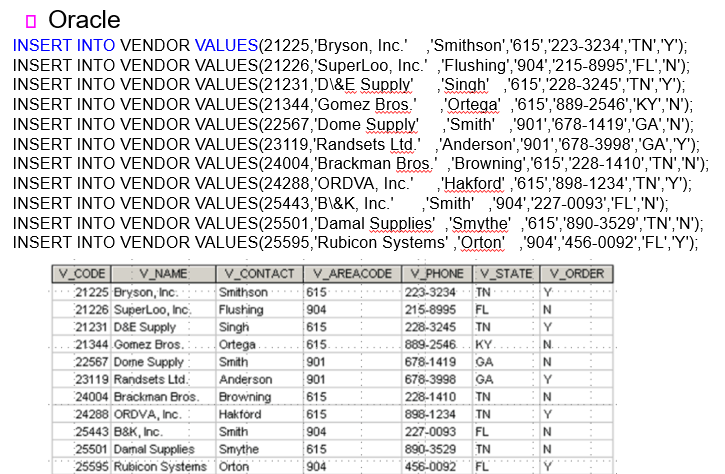 Oracle
INSERT INTO VENDOR VALUES(21225,'Bryson, Inc.' ,'Smithson','615','223-3234','TN','Y');
INSERT INTO VENDOR VALUES(21226,'SuperLoo, Inc.' ,'Flushing','904','215-8995','FL','N');
INSERT INTO VENDOR VALUES(21231,'D\&E Supply' ,'Singh' ,'615','228-3245','TN','Y');
INSERT INTO VENDOR VALUES(21344,'Gomez Bros.' ,'Ortega' ,'615','889-2546','KY','N');
INSERT INTO VENDOR VALUES(22567,'Dome Supply' ,'Smith' ,'901','678-1419','GA','N');
INSERT INTO VENDOR VALUES(23119,'Randsets Ltd.' ,'Anderson','901','678-3998','GA','Y');
INSERT INTO VENDOR VALUES(24004,'Brackman Bros.' ,'Browning','615','228-1410','TN','N');
INSERT INTO VENDOR VALUES(24288,'ORDVA, Inc.' ,'Hakford' ,'615','898-1234','TN','Y');
INSERT INTO VENDOR VALUES(25443,'B\&K, Inc.' ,'Smith' ,'904','227-0093','FL','N');
INSERT INTO VENDOR VALUES(25501,'Damal Supplies' ,'Smythe' ,'615','890-3529','TN','N');
INSERT INTO VENDOR VALUES(25595,'Rubicon Systems' ,'Orton' ,'904','456-0092','FL','Y');
V_CODE V_NAME V_CONTACT V_AREACODE V_PHONE V_STATE V_ORDER
21225 Bryson, Inc. Smithson 615 223-3234 TN Y
21226 SuperLoo, Inc. Flushing 904 215-8995 FL N
21231 D&E Supply Singh 615 228-3245 TN Y
21344 Gomez Bros. Ortega 615 889-2546 KY N
22567 Dome Supply Smith 901 678-1419 GA N
23119 Randsets Ltd. Anderson 901 678-3998 GA Y
24004 Brackman Bros. Browning 615 228-1410 TN N
24288 ORDVA, Inc. Hakford 615 898-1234 TN Y
25443 B&K, Inc. Smith 904 227-0093 FL N
25501 Damal Supplies Smythe 615 890-3529 TN N
25595 Rubicon Systems Orton 904 456-0092 FL Y